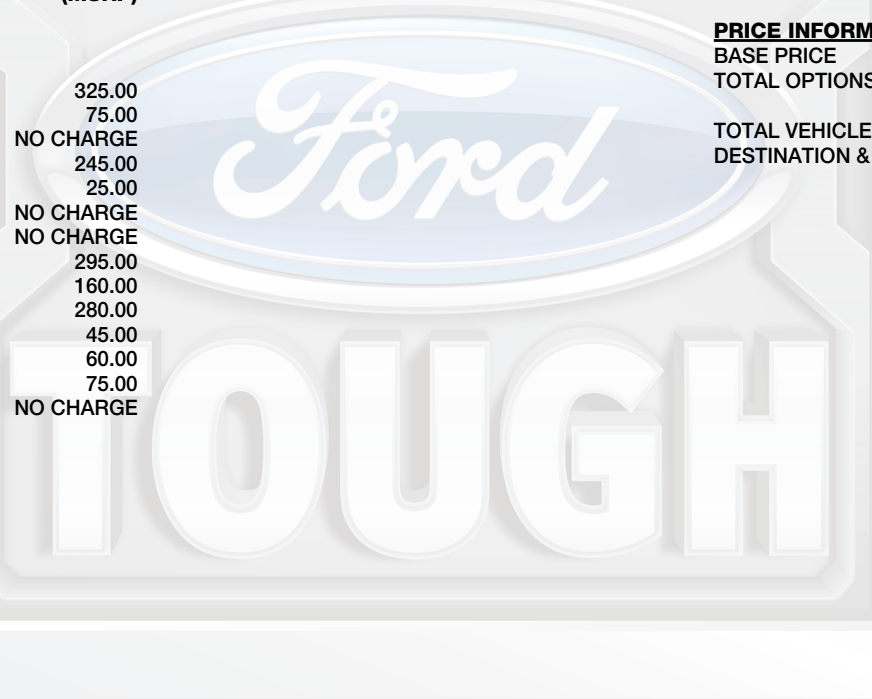 325.00
75.00
NO CHARGE
245.00
25.00
NO CHARGE
NO CHARGE
295.00
160.00
280.00
45.00
60.00
75.00
NO CHARGE
PRICE INFORM
BASE PRICE
TOTAL OPTIONS
TOTAL VEHICLE
DESTINATION &
Ford
TOUGH